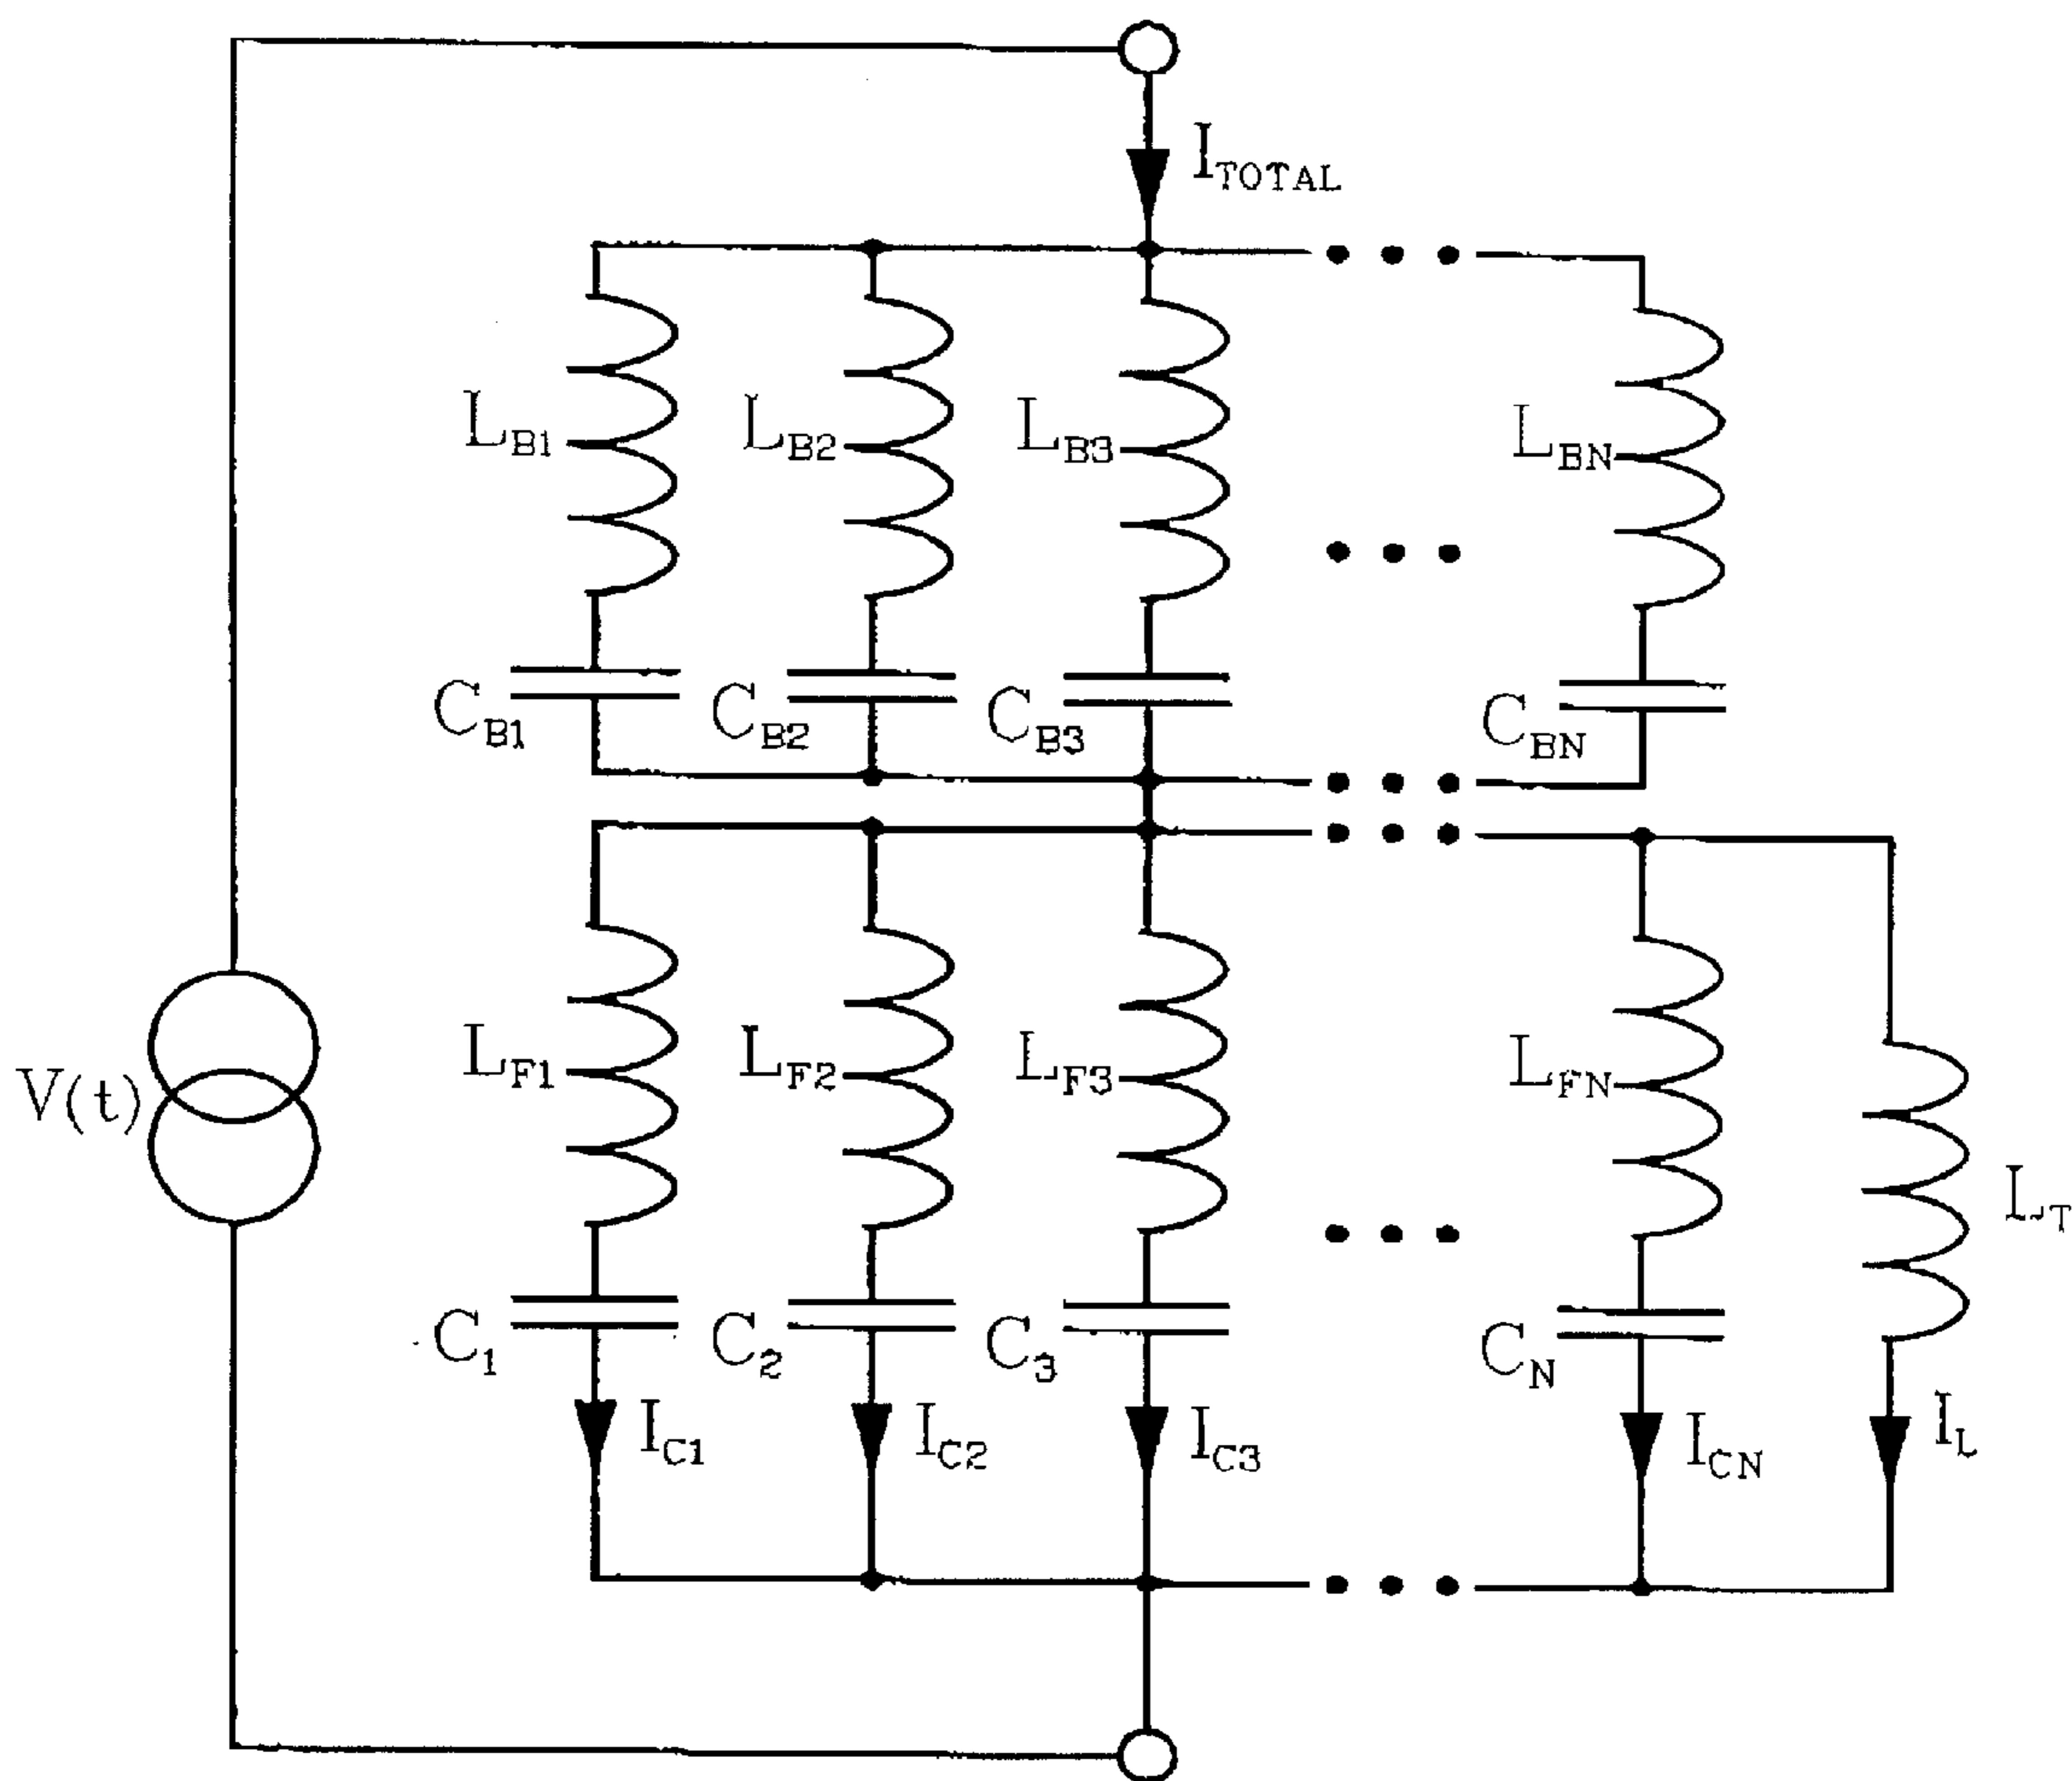 I_TOTAL
L_B1
L_B2
L_B3
L_BN
C_B1
C_B2
C_B3
C_BN
V(t)
L_F1
L_F2
L_F3
L_FN
L_T
C_1
C_2
C_3
C_N
I_C1
I_C2
I_C3
I_CN
I_L